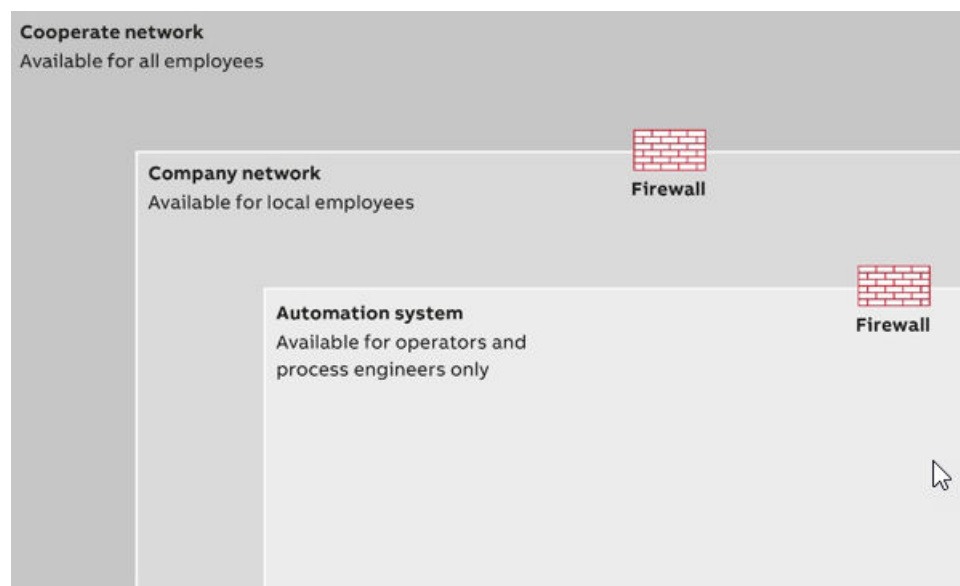 Cooperate network
Available for all employees
Company network
Available for local employees
Firewall
Automation system
Available for operators and
process engineers only
Firewall